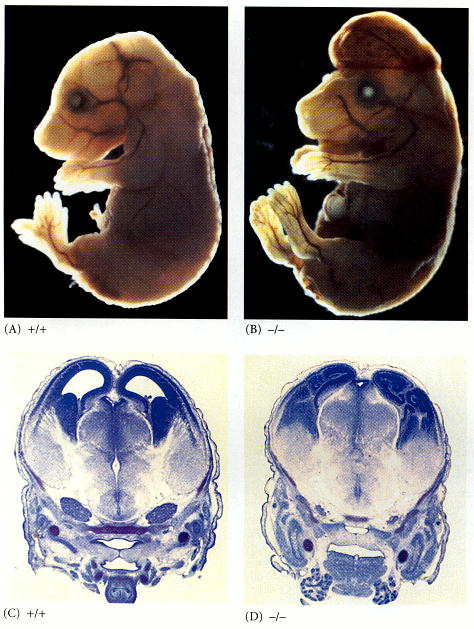 (A) +/+
(B) –/–
(C) +/+
(D) –/–